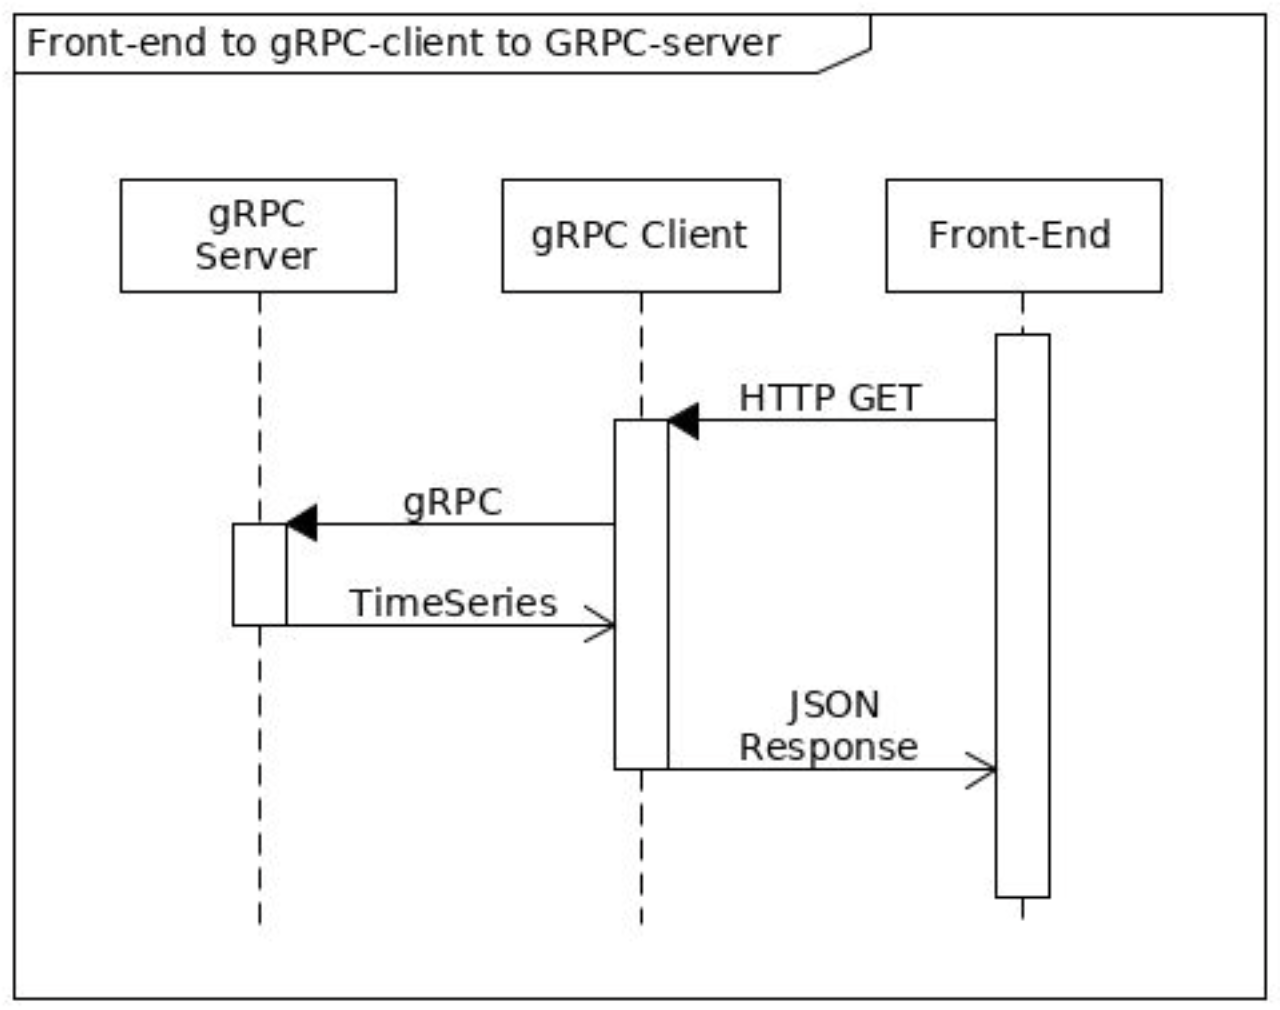 Front-end to gRPC-client to GRPC-server
gRPC
Server
gRPC Client
Front-End
HTTP GET
gRPC
TimeSeries
JSON
Response